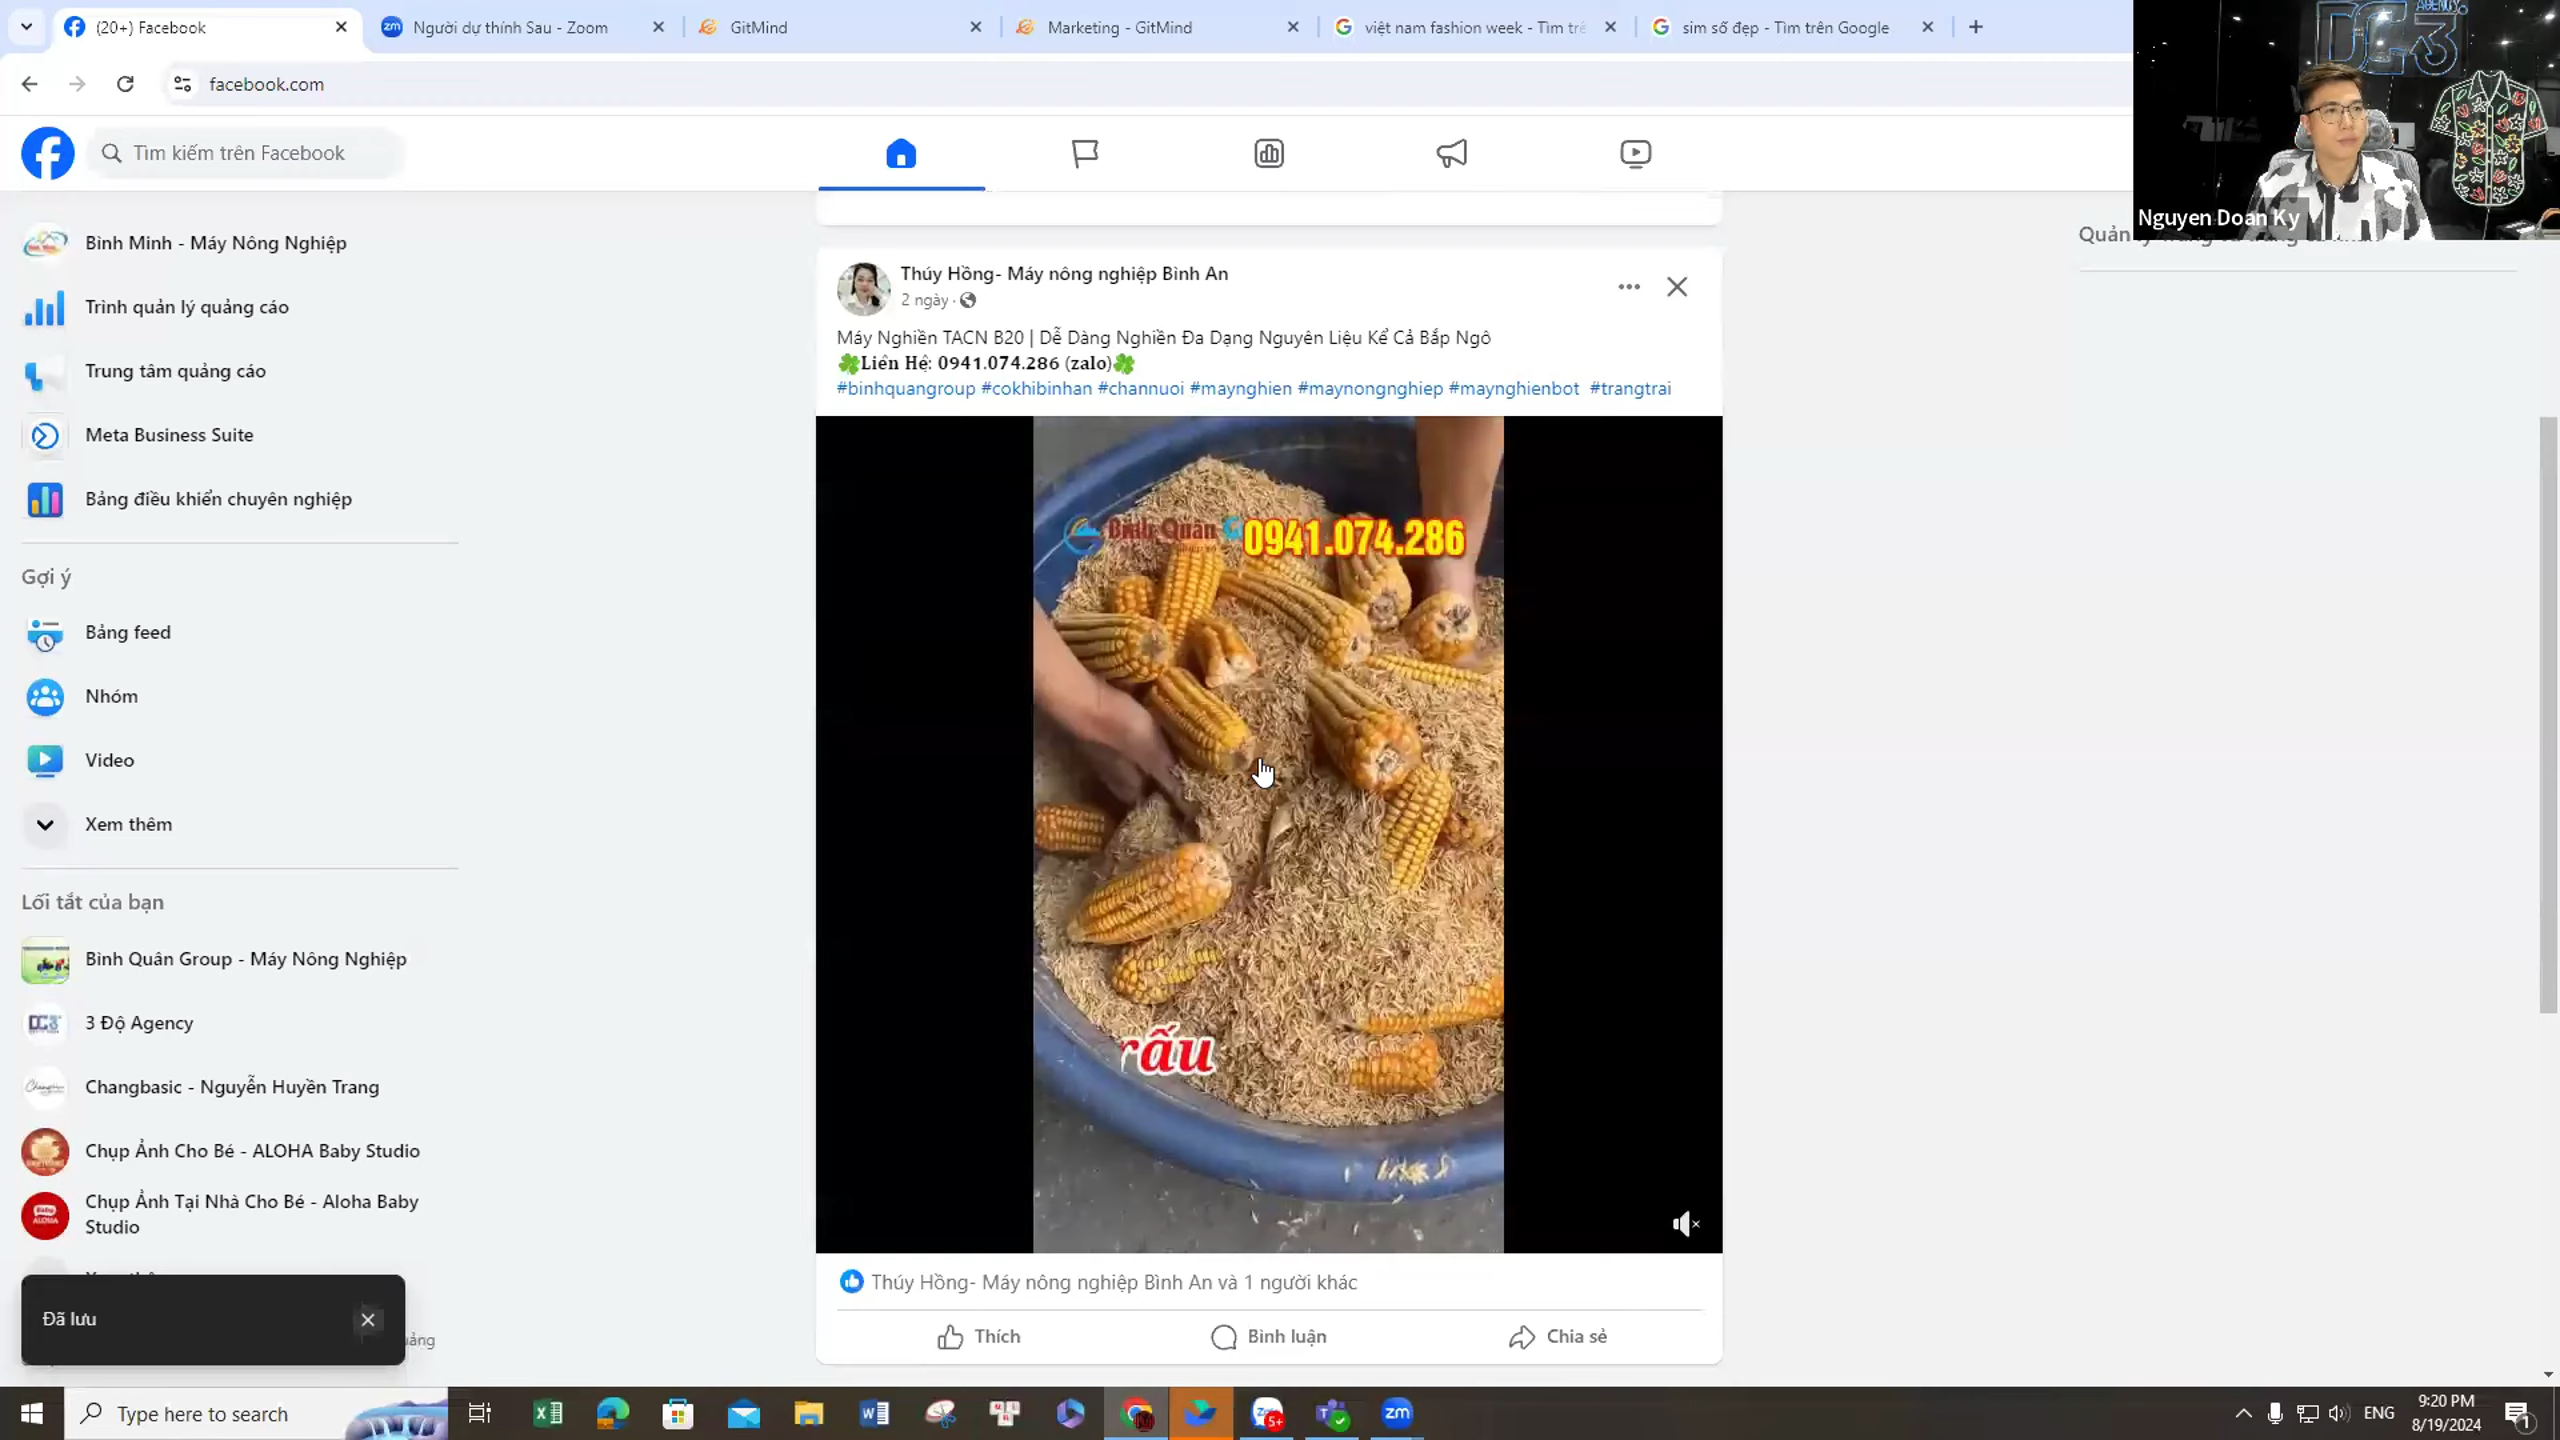 (20+) Facebook
Người dự thính Sau - Zoom
GitMind
Marketing - GitMind
việt nam fashion week - Tìm trê
sim số đẹp - Tìm trên Google
facebook.com
AGENCY
DC3
Nguyen Doan Ky
Tìm kiếm trên Facebook
Quản
Bình Minh - Máy Nông Nghiệp
Trình quản lý quảng cáo
Trung tâm quảng cáo
Meta Business Suite
Bảng điều khiển chuyên nghiệp
Gợi ý
Bảng feed
Nhóm
Video
Xem thêm
Lối tắt của bạn
Bình Quân Group - Máy Nông Nghiệp
3 Độ Agency
Changbasic - Nguyễn Huyền Trang
Chụp Ảnh Cho Bé - ALOHA Baby Studio
Chụp Ảnh Tại Nhà Cho Bé - Aloha Baby
Studio
Đã lưu
Thúy Hồng- Máy nông nghiệp Bình An
2 ngày ·
Máy Nghiền TACN B20 | Dễ Dàng Nghiền Đa Dạng Nguyên Liệu Kể Cả Bắp Ngô
🍀Liên Hệ: 0941.074.286 (zalo)🍀
#binhquangroup #cokhibinhan #channuoi #maynghien #maynongnghiep #maynghienbot #trangtrai
Bình Quân G
0941.074.286
rấu
Thúy Hồng- Máy nông nghiệp Bình An và 1 người khác
Thích
Bình luận
Chia sẻ
Type here to search
5+
zm
ENG
9:20 PM
8/19/2024
1